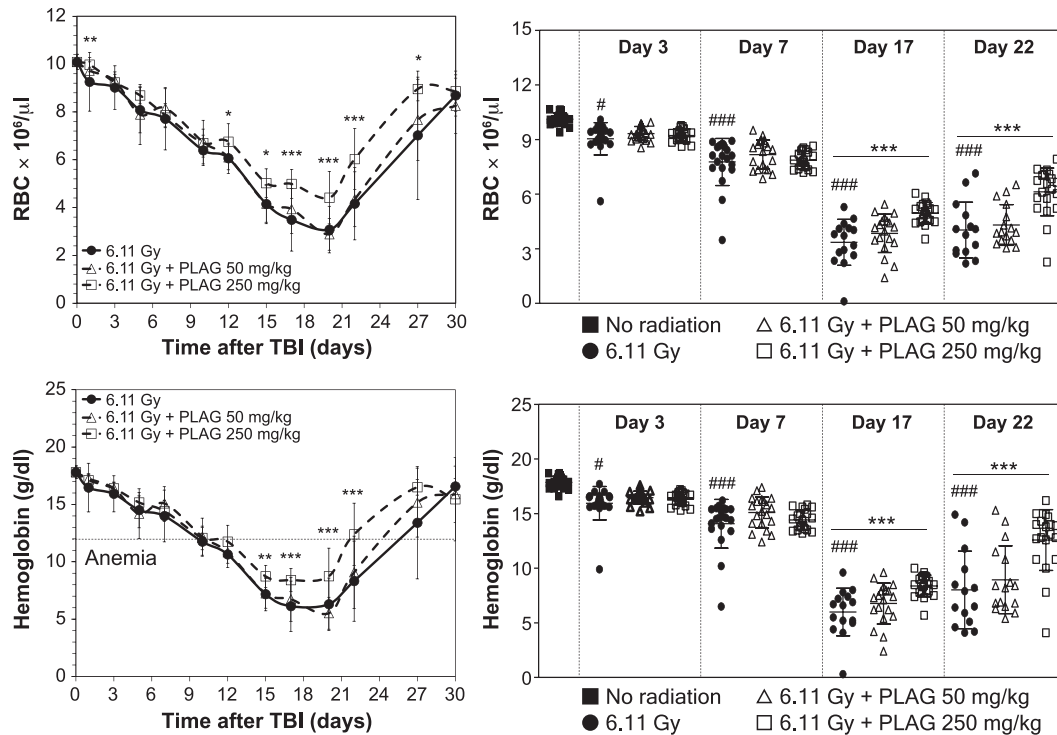 RBC × 10⁶/µl
12
10
8
6
4
2
0
**
*
*
***
***
***
*
6.11 Gy
6.11 Gy + PLAG 50 mg/kg
6.11 Gy + PLAG 250 mg/kg
0 3 6 9 12 15 18 21 24 27 30
Time after TBI (days)
RBC × 10⁶/µl
15
12
9
6
3
0
Day 3
Day 7
Day 17
Day 22
#
###
###
***
###
***
No radiation
6.11 Gy + PLAG 50 mg/kg
6.11 Gy
6.11 Gy + PLAG 250 mg/kg
Hemoglobin (g/dl)
25
20
15
10
5
0
6.11 Gy
6.11 Gy + PLAG 50 mg/kg
6.11 Gy + PLAG 250 mg/kg
Anemia
**
***
***
***
0 3 6 9 12 15 18 21 24 27 30
Time after TBI (days)
Hemoglobin (g/dl)
25
20
15
10
5
0
Day 3
Day 7
Day 17
Day 22
#
###
###
***
###
***
No radiation
6.11 Gy + PLAG 50 mg/kg
6.11 Gy
6.11 Gy + PLAG 250 mg/kg